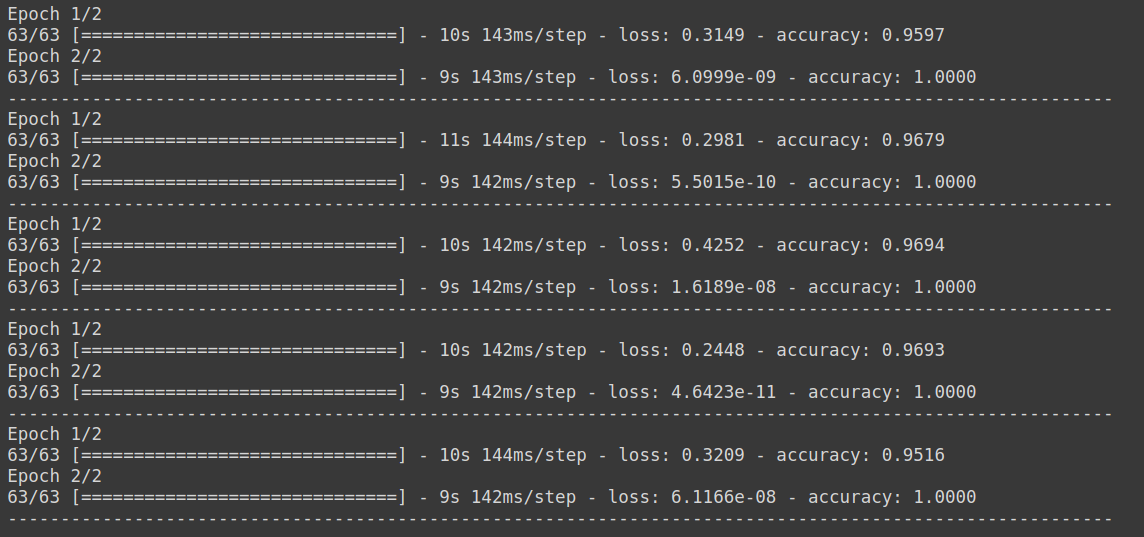 Epoch 1/2
63/63 [==============================] - 10s 143ms/step - loss: 0.3149 - accuracy: 0.9597
Epoch 2/2
63/63 [==============================] - 9s 143ms/step - loss: 6.0999e-09 - accuracy: 1.0000
---------------------------------------------------------------------------------------------------------
Epoch 1/2
63/63 [==============================] - 11s 144ms/step - loss: 0.2981 - accuracy: 0.9679
Epoch 2/2
63/63 [==============================] - 9s 142ms/step - loss: 5.5015e-10 - accuracy: 1.0000
---------------------------------------------------------------------------------------------------------
Epoch 1/2
63/63 [==============================] - 10s 142ms/step - loss: 0.4252 - accuracy: 0.9694
Epoch 2/2
63/63 [==============================] - 9s 142ms/step - loss: 1.6189e-08 - accuracy: 1.0000
---------------------------------------------------------------------------------------------------------
Epoch 1/2
63/63 [==============================] - 10s 142ms/step - loss: 0.2448 - accuracy: 0.9693
Epoch 2/2
63/63 [==============================] - 9s 142ms/step - loss: 4.6423e-11 - accuracy: 1.0000
---------------------------------------------------------------------------------------------------------
Epoch 1/2
63/63 [==============================] - 10s 144ms/step - loss: 0.3209 - accuracy: 0.9516
Epoch 2/2
63/63 [==============================] - 9s 142ms/step - loss: 6.1166e-08 - accuracy: 1.0000
---------------------------------------------------------------------------------------------------------